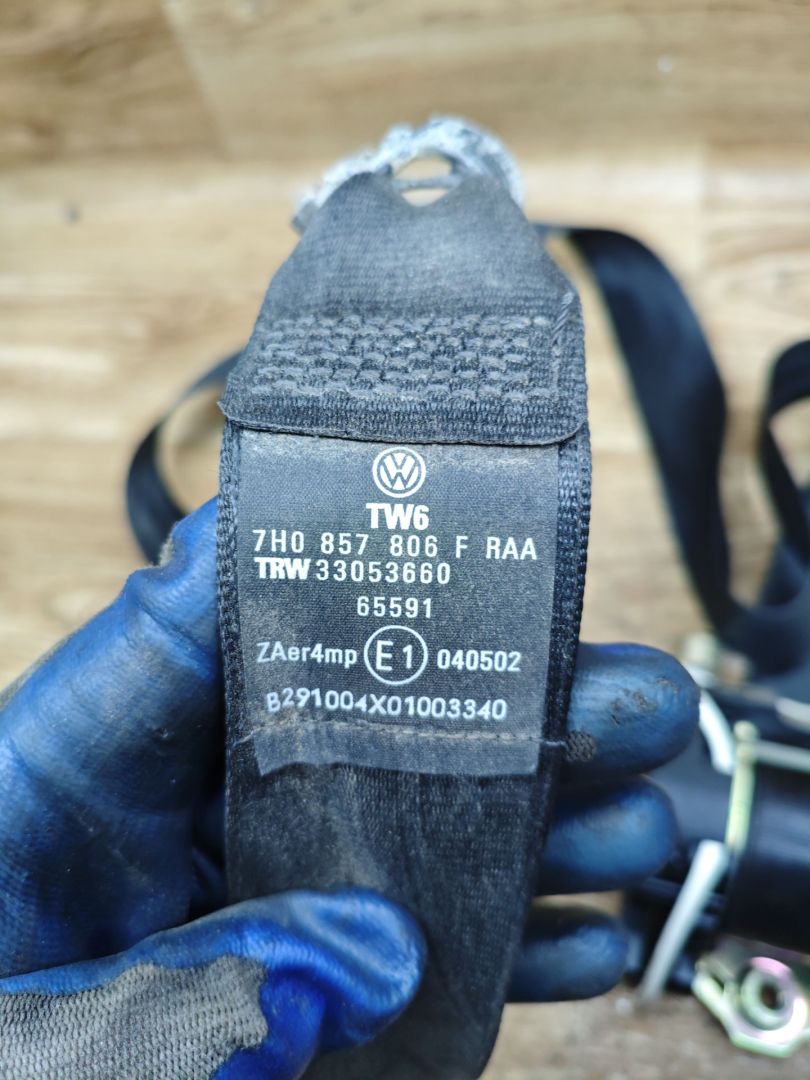 TW6
7H0 857 806 F RAA
TRW 33053660
65591
ZAer4mp E1 040502
B291004X01003340